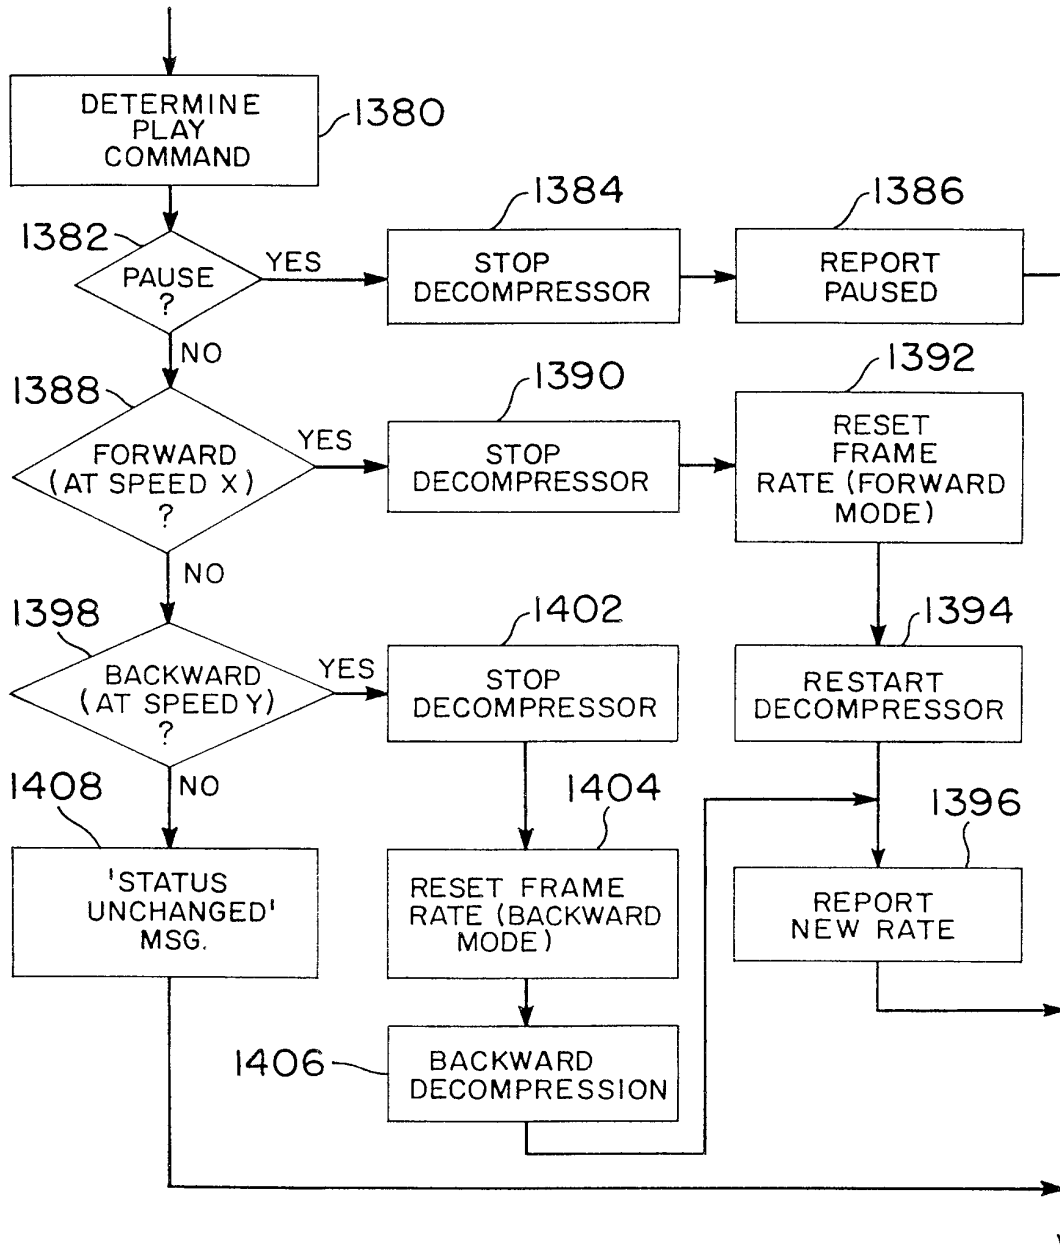 DETERMINE
PLAY
COMMAND
1380
1382
PAUSE
?
YES
NO
1384
STOP
DECOMPRESSOR
1386
REPORT
PAUSED
1388
FORWARD
(AT SPEED X)
?
YES
NO
1390
STOP
DECOMPRESSOR
1392
RESET
FRAME
RATE (FORWARD
MODE)
1394
RESTART
DECOMPRESSOR
1396
REPORT
NEW RATE
1398
BACKWARD
(AT SPEED Y)
?
YES
NO
1402
STOP
DECOMPRESSOR
1404
RESET FRAME
RATE (BACKWARD
MODE)
1406
BACKWARD
DECOMPRESSION
1408
'STATUS
UNCHANGED'
MSG.